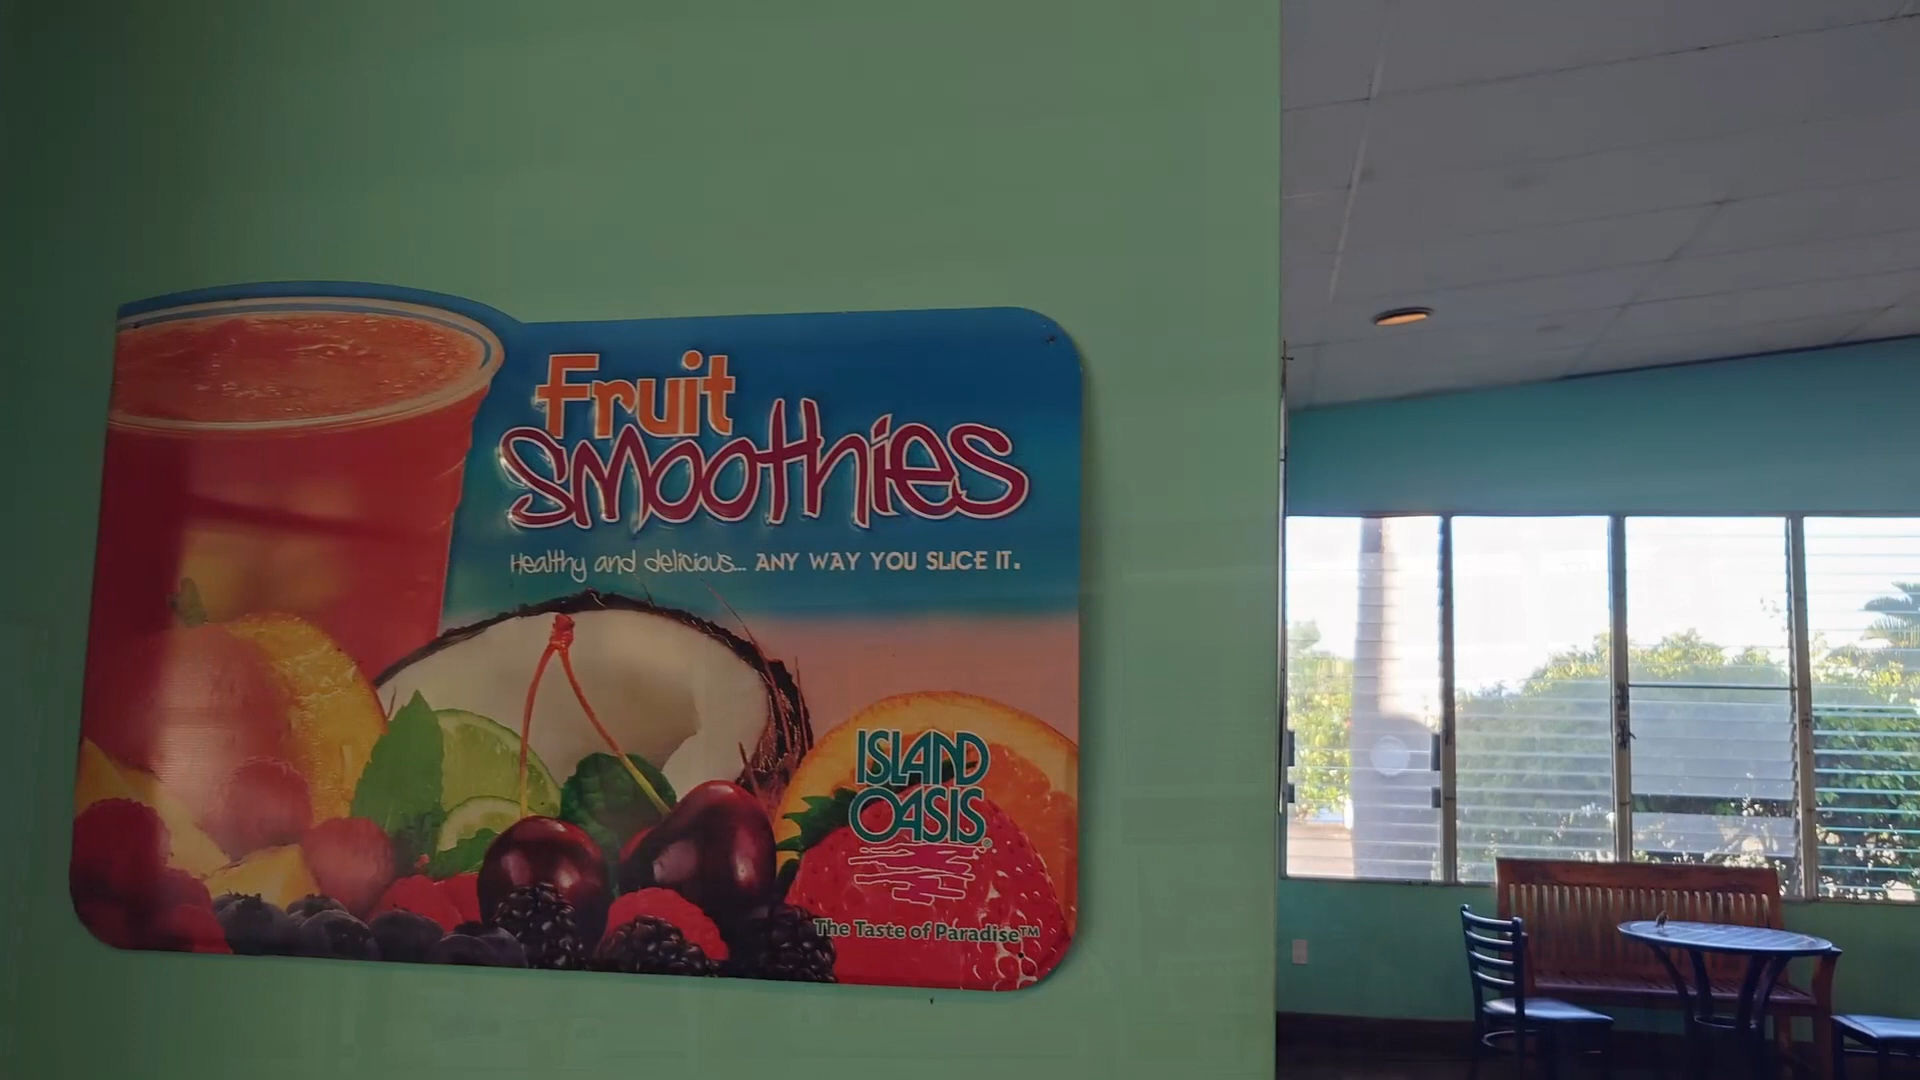 Fruit
Smoothies
Healthy and delicious... ANY WAY YOU SLICE IT.
ISLAND
OASIS®
The Taste of Paradise™